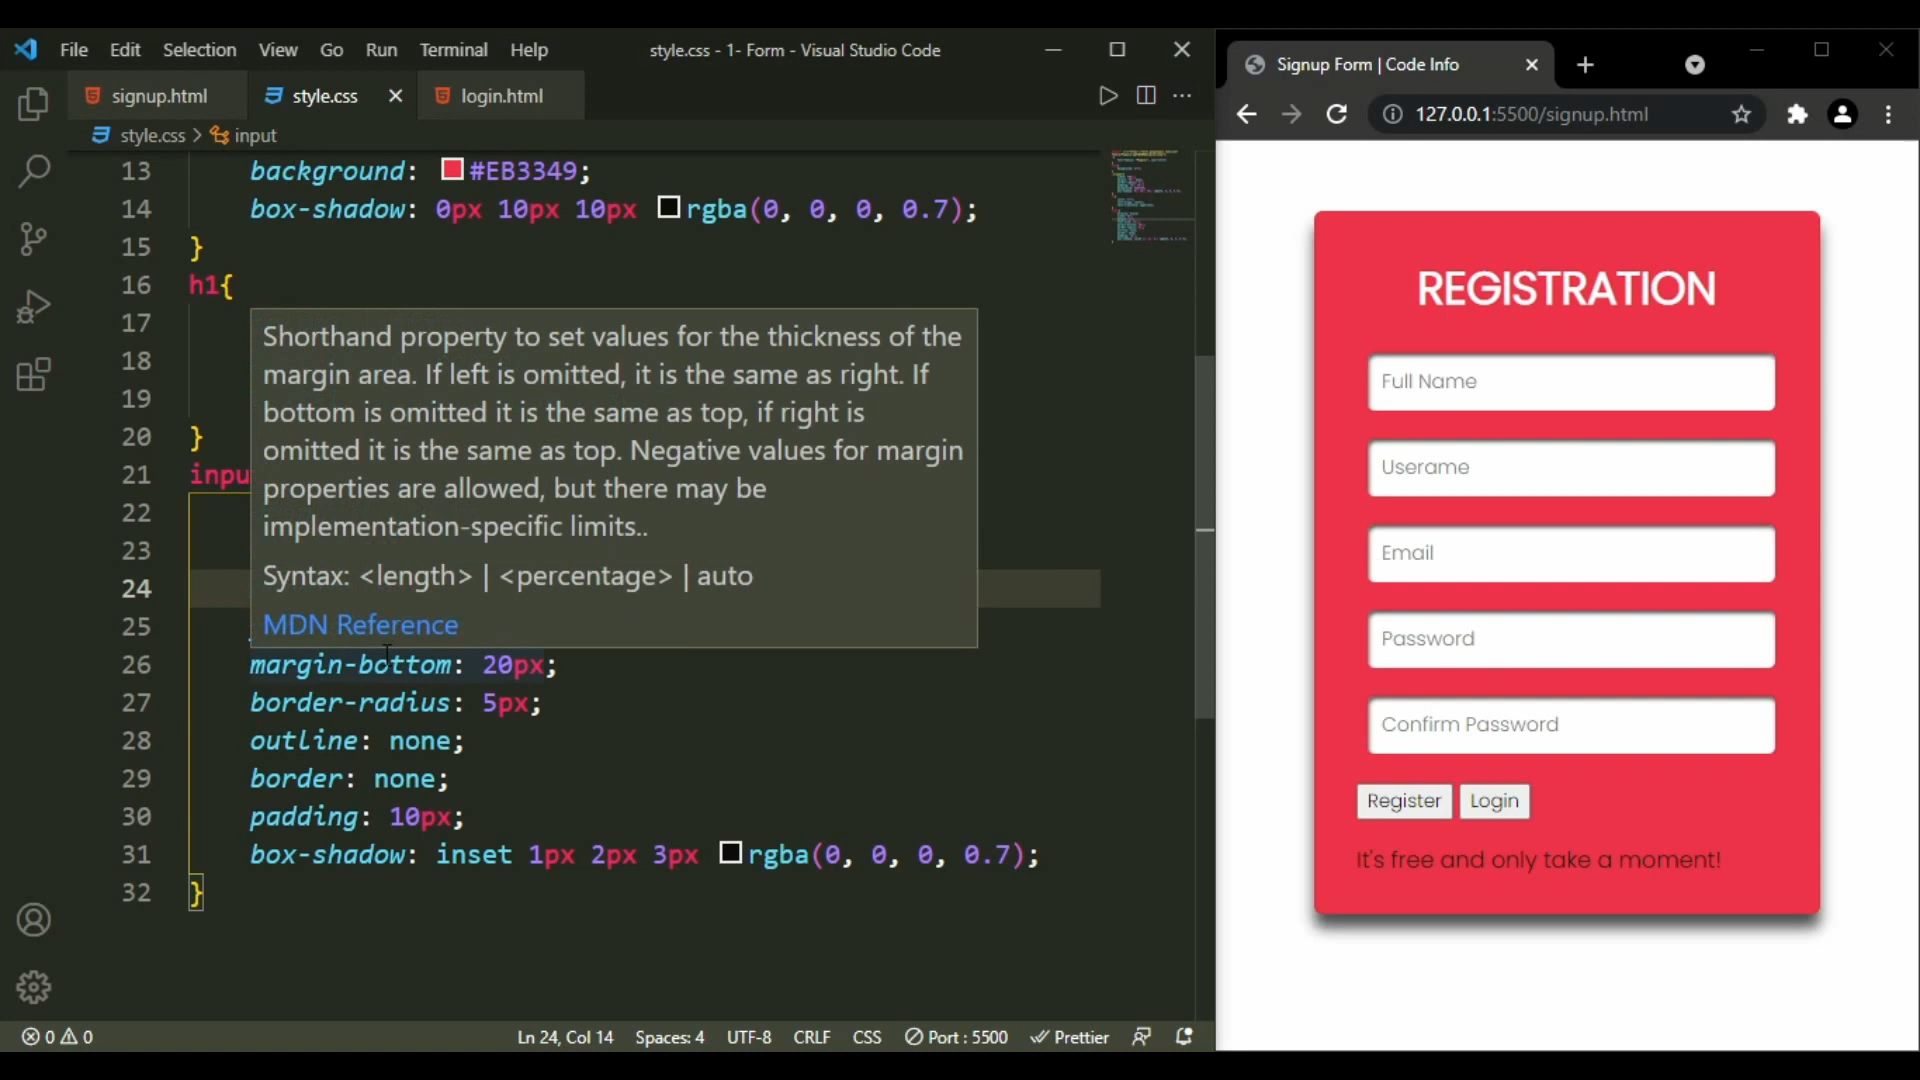 File Edit Selection View Go Run Terminal Help style.css - 1- Form - Visual Studio Code
signup.html style.css login.html
style.css > input
13 background: #EB3349;
14 box-shadow: 0px 10px 10px rgba(0, 0, 0, 0.7);
15 }
16 h1{
17
18
19
20 }
21 inpu
22
23
24
25
Shorthand property to set values for the thickness of the
margin area. If left is omitted, it is the same as right. If
bottom is omitted it is the same as top, if right is
omitted it is the same as top. Negative values for margin
properties are allowed, but there may be
implementation-specific limits..
Syntax: <length> | <percentage> | auto
MDN Reference
26 margin-bottom: 20px;
27 border-radius: 5px;
28 outline: none;
29 border: none;
30 padding: 10px;
31 box-shadow: inset 1px 2px 3px rgba(0, 0, 0, 0.7);
32 }
0 0 Ln 24, Col 14 Spaces: 4 UTF-8 CRLF CSS Port : 5500 Prettier
Signup Form | Code Info
127.0.0.1:5500/signup.html
REGISTRATION
Full Name
Userame
Email
Password
Confirm Password
Register Login
It's free and only take a moment!